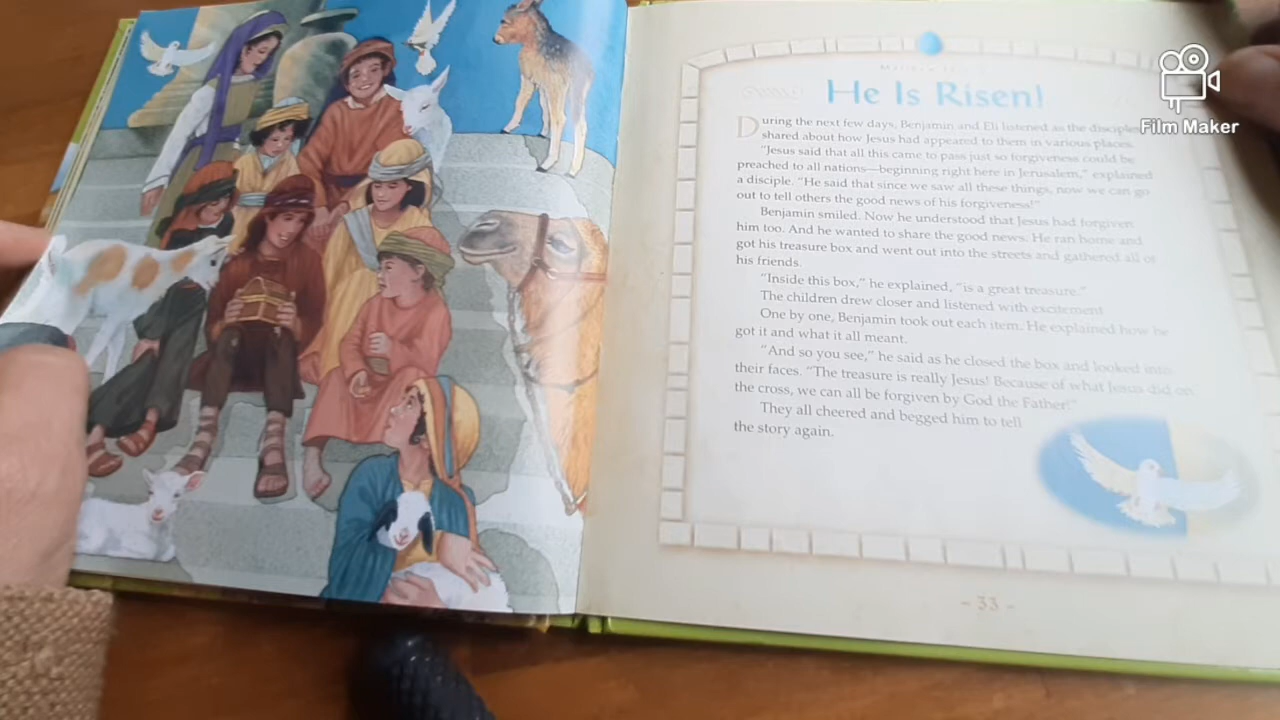 Film Maker
He Is Risen!
During the next few days, Benjamin and Eli listened as the disciples
shared about how Jesus had appeared to them in various places.
"Jesus said that all this came to pass just so forgiveness could be
preached to all nations—beginning right here in Jerusalem," explained
a disciple. "He said that since we saw all these things, now we can go
out to tell others the good news of his forgiveness!"
Benjamin smiled. Now he understood that Jesus had forgiven
him too. And he wanted to share the good news. He ran home and
got his treasure box and went out into the streets and gathered all of
his friends.
"Inside this box," he explained, "is a great treasure."
The children drew closer and listened with excitement
One by one, Benjamin took out each item. He explained how he
got it and what it all meant.
"And so you see," he said as he closed the box and looked into
their faces. "The treasure is really Jesus! Because of what Jesus did on
the cross, we can all be forgiven by God the Father!"
They all cheered and begged him to tell
the story again.
- 33 -